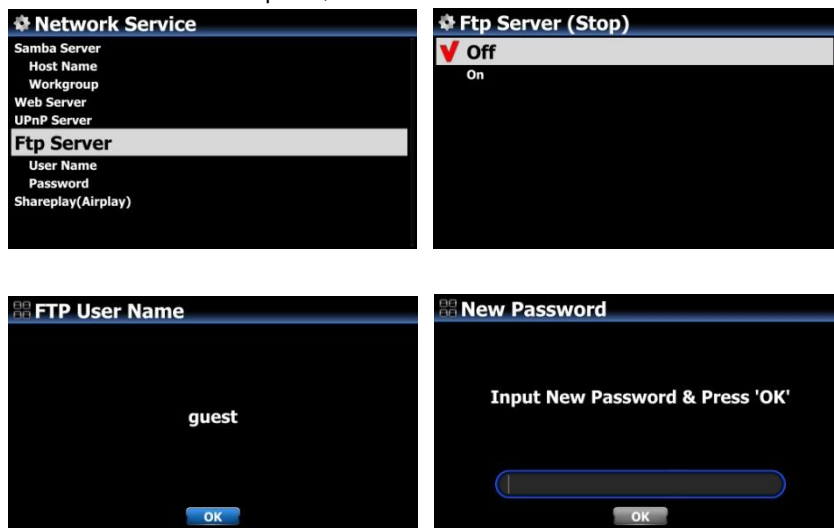 Network Service
Samba Server
Host Name
Workgroup
Web Server
UPnP Server
Ftp Server
User Name
Password
Shareplay(Airplay)
Ftp Server (Stop)
Off
On
FTP User Name
guest
OK
New Password
Input New Password & Press 'OK'
OK